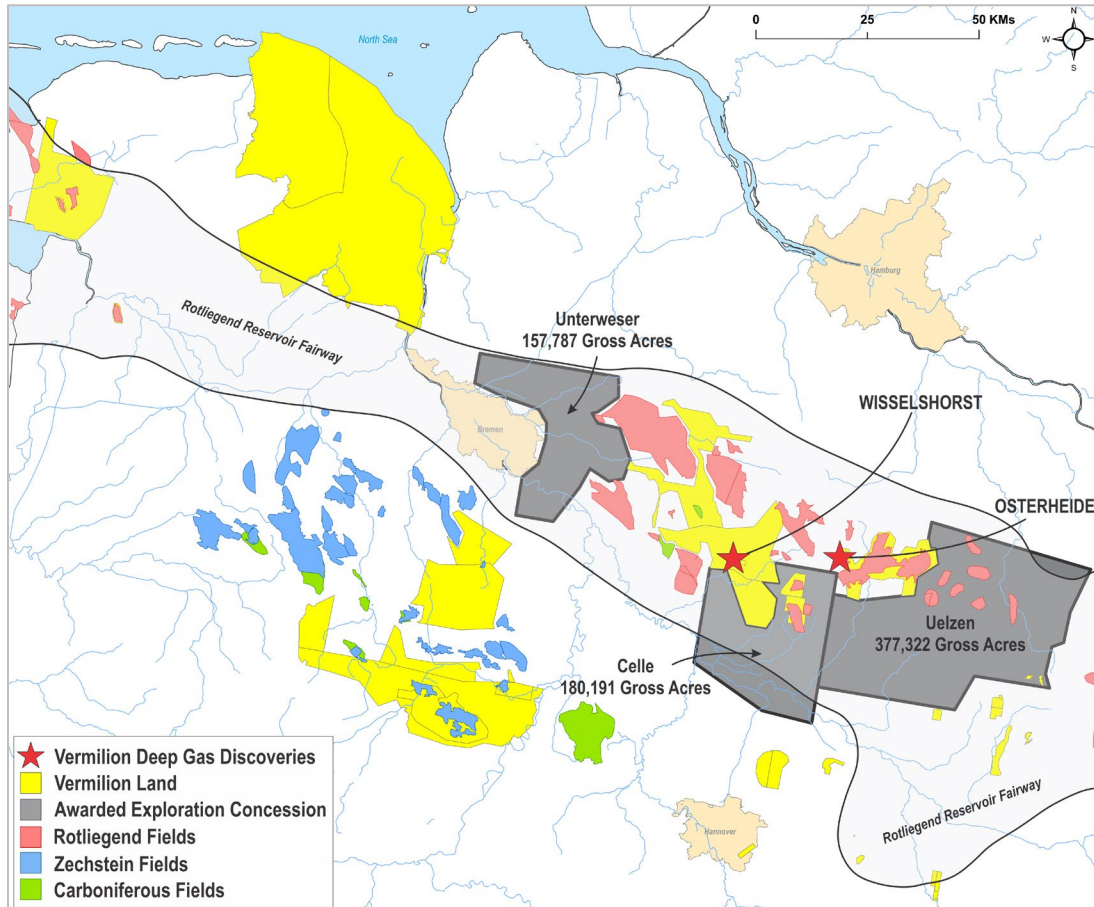 0 25 50 KMs
N
W E
S
North Sea
Hamburg
Rotliegend Reservoir Fairway
Unterweser
157,787 Gross Acres
WISSELSHORST
Bremen
OSTERHEIDE
Uelzen
377,322 Gross Acres
Celle
180,191 Gross Acres
Vermilion Deep Gas Discoveries
Vermilion Land
Awarded Exploration Concession
Rotliegend Fields
Zechstein Fields
Carboniferous Fields
Hannover
Rotliegend Reservoir Fairway